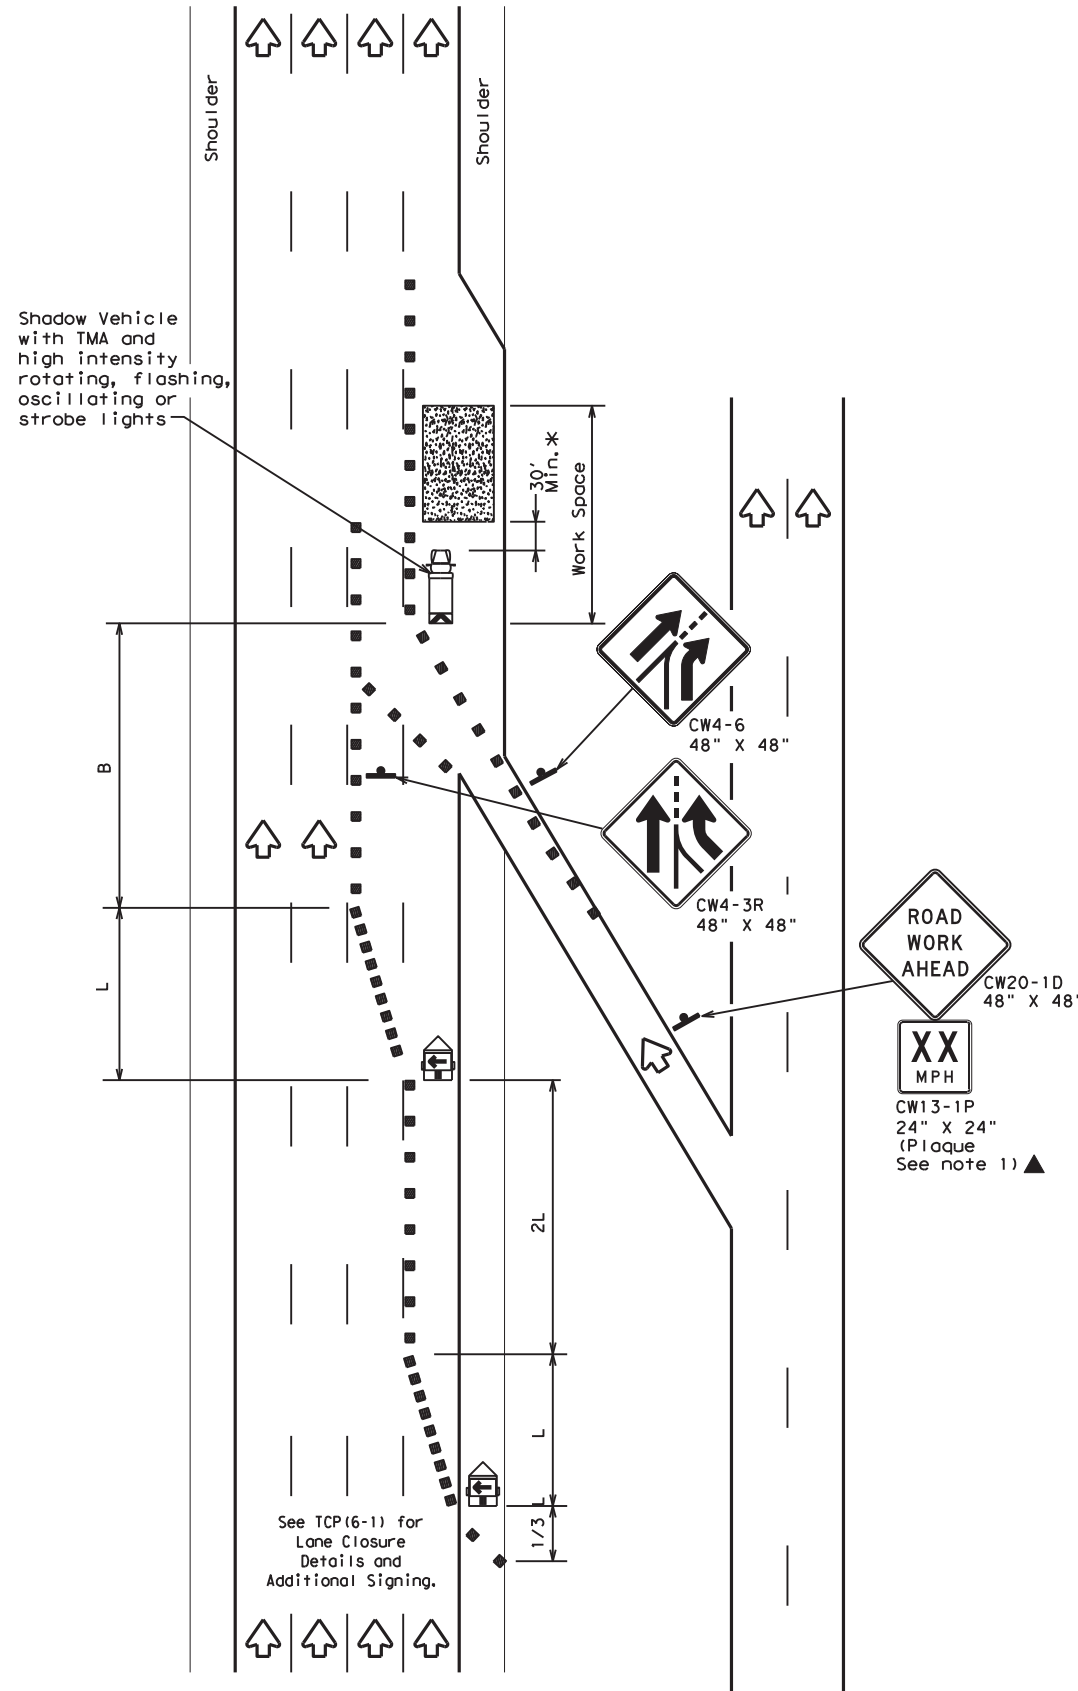 Shoulder
Shoulder
Shadow Vehicle
with TMA and
high intensity
rotating, flashing,
oscillating or
strobe lights
30'
Min.*
Work Space
CW4-6
48" X 48"
B
CW4-3R
48" X 48"
ROAD
WORK
AHEAD
CW20-1D
48" X 48"
L
XX
MPH
CW13-1P
24" X 24"
(Plaque
See note 1)▲
2L
L
1/3 L
See TCP(6-1) for
Lane Closure
Details and
Additional Signing.